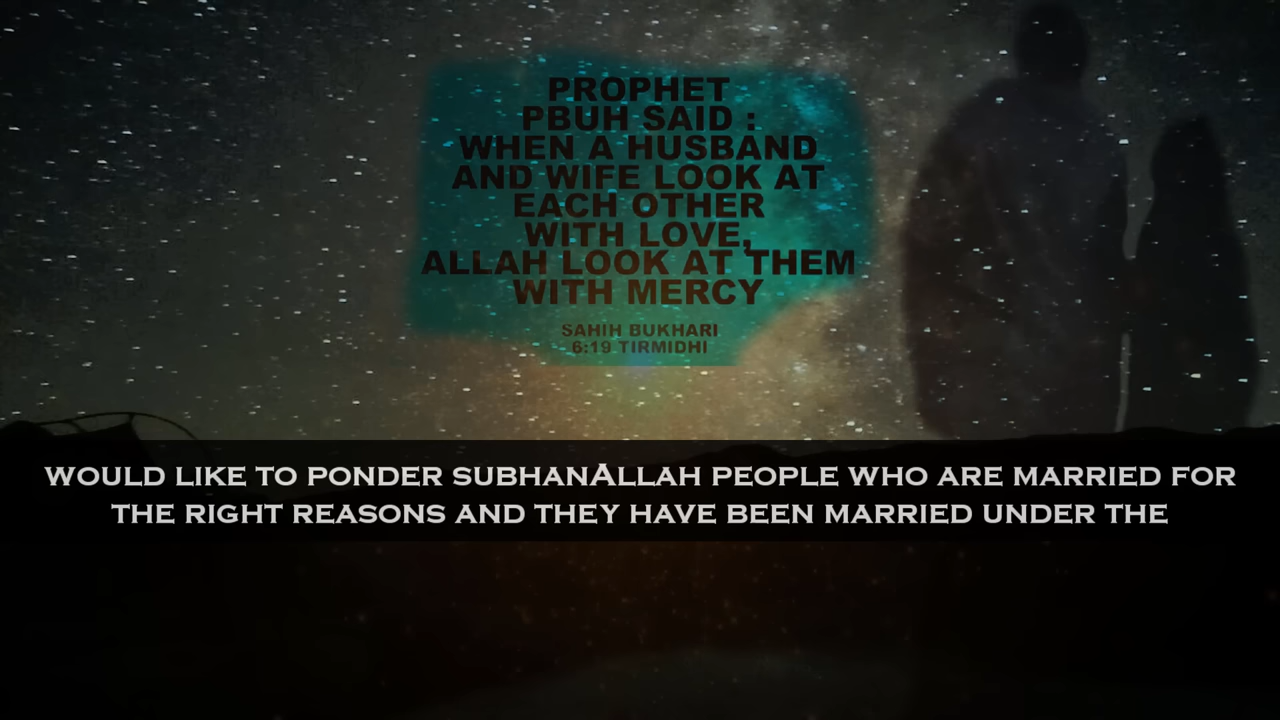 PROPHET
PBUH SAID :
WHEN A HUSBAND
AND WIFE LOOK AT
EACH OTHER
WITH LOVE,
ALLAH LOOK AT THEM
WITH MERCY
SAHIH BUKHARI
6:19 TIRMIDHI
WOULD LIKE TO PONDER SUBHANALLAH PEOPLE WHO ARE MARRIED FOR
THE RIGHT REASONS AND THEY HAVE BEEN MARRIED UNDER THE